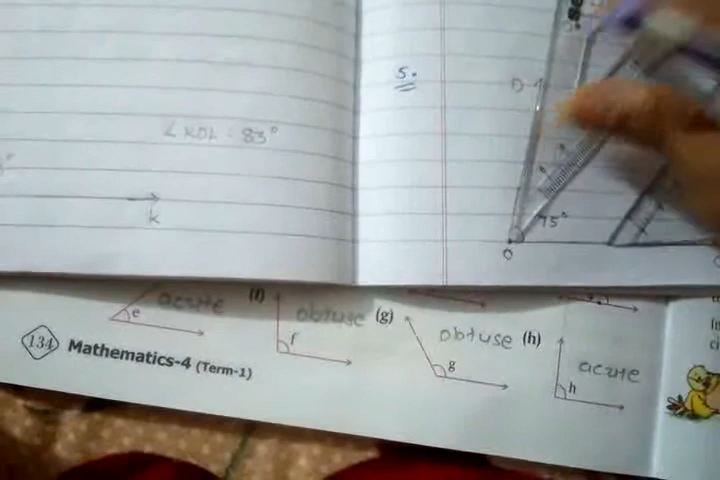 5.
D
∠KOL = 83°
K
75°
O
acute (f) obtuse (g) obtuse (h) acute
e f g h
134 Mathematics-4 (Term-1)